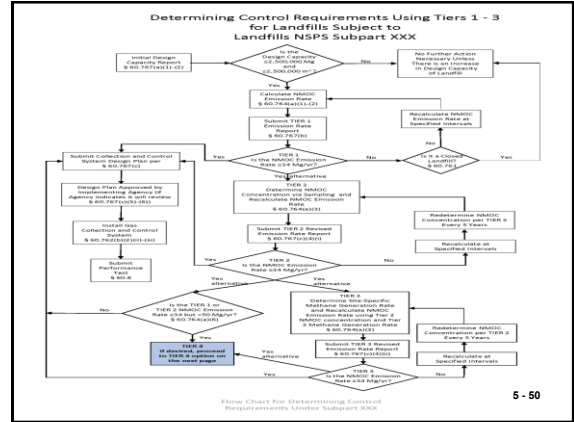 Determining Control Requirements Using Tiers 1 - 3
for Landfills Subject to
Landfills NSPS Subpart XXX
Initial Design
Capacity Report
§ 60.767(a)(1)-(2)
Is the
Design Capacity
≥2,500,000 Mg
and
≥2,500,000 m³?
No
No Further Action
Necessary Unless
There is an Increase
in Design Capacity
of Landfill
Yes
Calculate NMOC
Emission Rate
§ 60.764(a)(1)-(2)
Recalculate NMOC
Emission Rate at
Specified Intervals
Submit TIER 1
Emission Rate
Report
§ 60.767(b)
No
Submit Collection and Control
System Design Plan per
§ 60.767(c)
Yes
TIER 1
Is the NMOC Emission
Rate ≥34 Mg/yr?
No
Is it a Closed
Landfill?
§ 60.761
Yes
Yes alternative
Design Plan Approved by
Implementing Agency (If
Agency indicates it will review)
§ 60.767(c)(5)-(6)
TIER 2
Determine NMOC
Concentration via Sampling and
Recalculate NMOC Emission Rate
§ 60.764(a)(3)
Redetermine NMOC
Concentration per TIER 2
Every 5 Years
Install Gas
Collection and Control
System
§ 60.762(b)(2)(ii)-(iii)
Submit TIER 2 Revised
Emission Rate Report
§ 60.767(c)(4)(i)
Recalculate at
Specified Intervals
Submit
Performance
Test
§ 60.8
TIER 2
Is the NMOC Emission
Rate ≥34 Mg/yr?
No
Yes
alternative
Yes
alternative
No
Is the TIER 1 or
TIER 2 NMOC Emission
Rate ≥34 but <50 Mg/yr?
§ 60.764(a)(6)
TIER 3
Determine Site-Specific
Methane Generation Rate
and Recalculate NMOC
Emission Rate using Tier 2
NMOC concentration and Tier
3 Methane Generation Rate
§ 60.764(a)(4)
Redetermine NMOC
Concentration per TIER 2
Every 5 Years
Yes
TIER 4
If desired, proceed
to TIER 4 option on
the next page
Yes
alternative
Submit TIER 3 Revised
Emission Rate Report
§ 60.767(c)(4)(ii)
Recalculate at
Specified Intervals
Yes
TIER 3
Is the NMOC Emission
Rate ≥34 Mg/yr?
No
Flow Chart for Determining Control
Requirements Under Subpart XXX
5 - 50